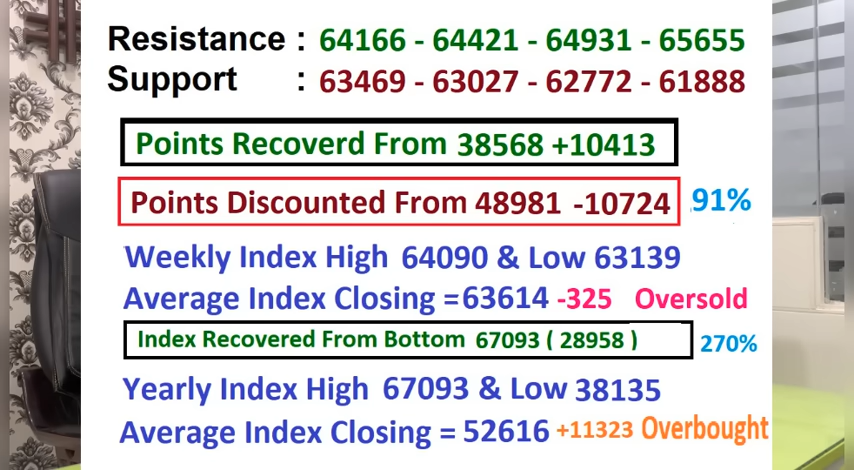 Resistance : 64166 - 64421 - 64931 - 65655
Support : 63469 - 63027 - 62772 - 61888
Points Recoverd From 38568 +10413
Points Discounted From 48981 -10724 91%
Weekly Index High 64090 & Low 63139
Average Index Closing = 63614 -325 Oversold
Index Recovered From Bottom 67093 ( 28958 ) 270%
Yearly Index High 67093 & Low 38135
Average Index Closing = 52616 +11323 Overbought